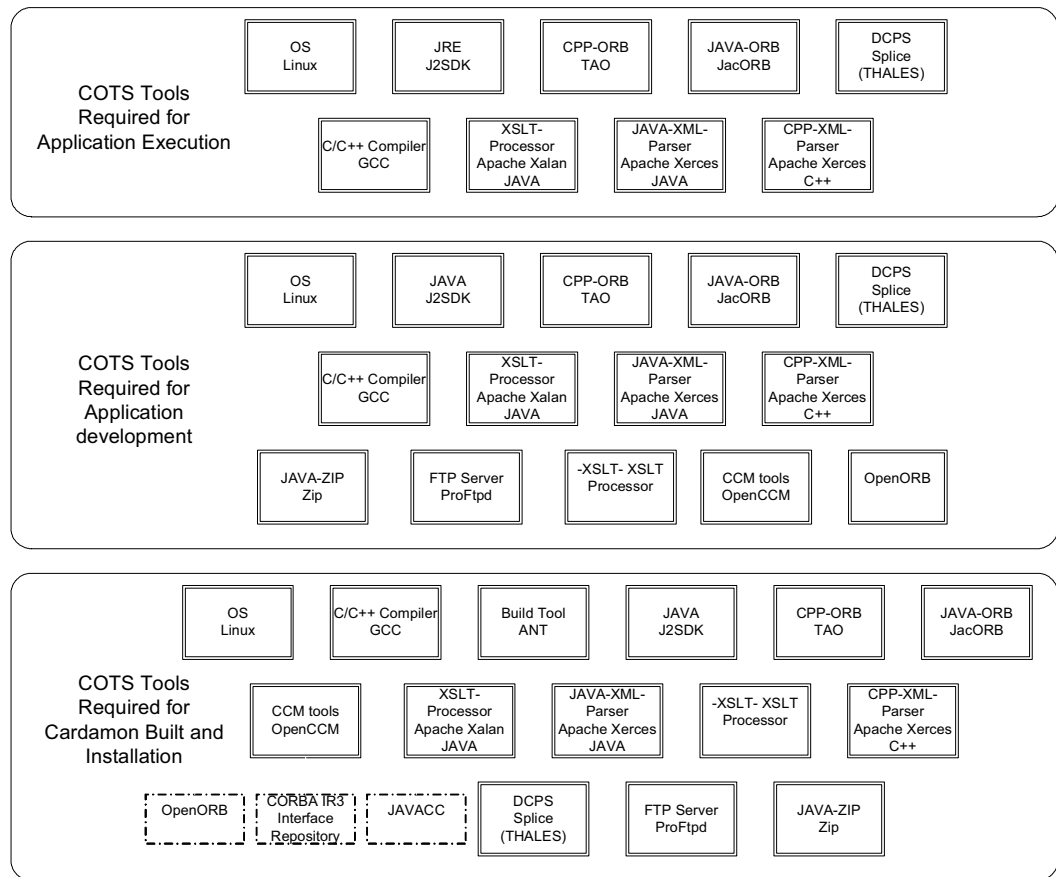 OS
Linux
JRE
J2SDK
CPP-ORB
TAO
JAVA-ORB
JacORB
DCPS
Splice
(THALES)
COTS Tools
Required for
Application Execution
C/C++ Compiler
GCC
XSLT-
Processor
Apache Xalan
JAVA
JAVA-XML-
Parser
Apache Xerces
JAVA
CPP-XML-
Parser
Apache Xerces
C++
OS
Linux
JAVA
J2SDK
CPP-ORB
TAO
JAVA-ORB
JacORB
DCPS
Splice
(THALES)
COTS Tools
Required for
Application
development
C/C++ Compiler
GCC
XSLT-
Processor
Apache Xalan
JAVA
JAVA-XML-
Parser
Apache Xerces
JAVA
CPP-XML-
Parser
Apache Xerces
C++
JAVA-ZIP
Zip
FTP Server
ProFtpd
-XSLT- XSLT
Processor
CCM tools
OpenCCM
OpenORB
OS
Linux
C/C++ Compiler
GCC
Build Tool
ANT
JAVA
J2SDK
CPP-ORB
TAO
JAVA-ORB
JacORB
COTS Tools
Required for
Cardamon Built and
Installation
CCM tools
OpenCCM
XSLT-
Processor
Apache Xalan
JAVA
JAVA-XML-
Parser
Apache Xerces
JAVA
-XSLT- XSLT
Processor
CPP-XML-
Parser
Apache Xerces
C++
OpenORB
CORBA IR3
Interface
Repository
JAVACC
DCPS
Splice
(THALES)
FTP Server
ProFtpd
JAVA-ZIP
Zip